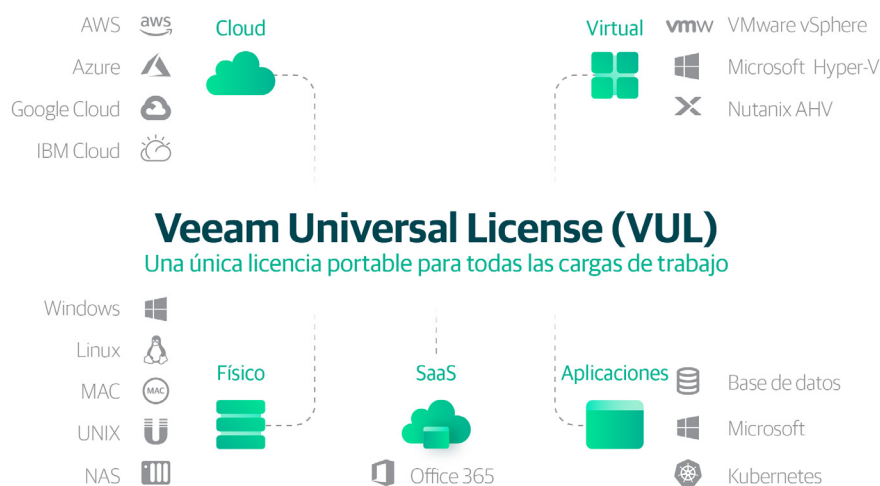 AWS
aws
Azure
Google Cloud
IBM Cloud
Cloud
Virtual
vmw
VMware vSphere
Microsoft Hyper-V
Nutanix AHV
Veeam Universal License (VUL)
Una única licencia portable para todas las cargas de trabajo
Windows
Linux
MAC
MAC
UNIX
NAS
Físico
SaaS
Office 365
Aplicaciones
Base de datos
Microsoft
Kubernetes